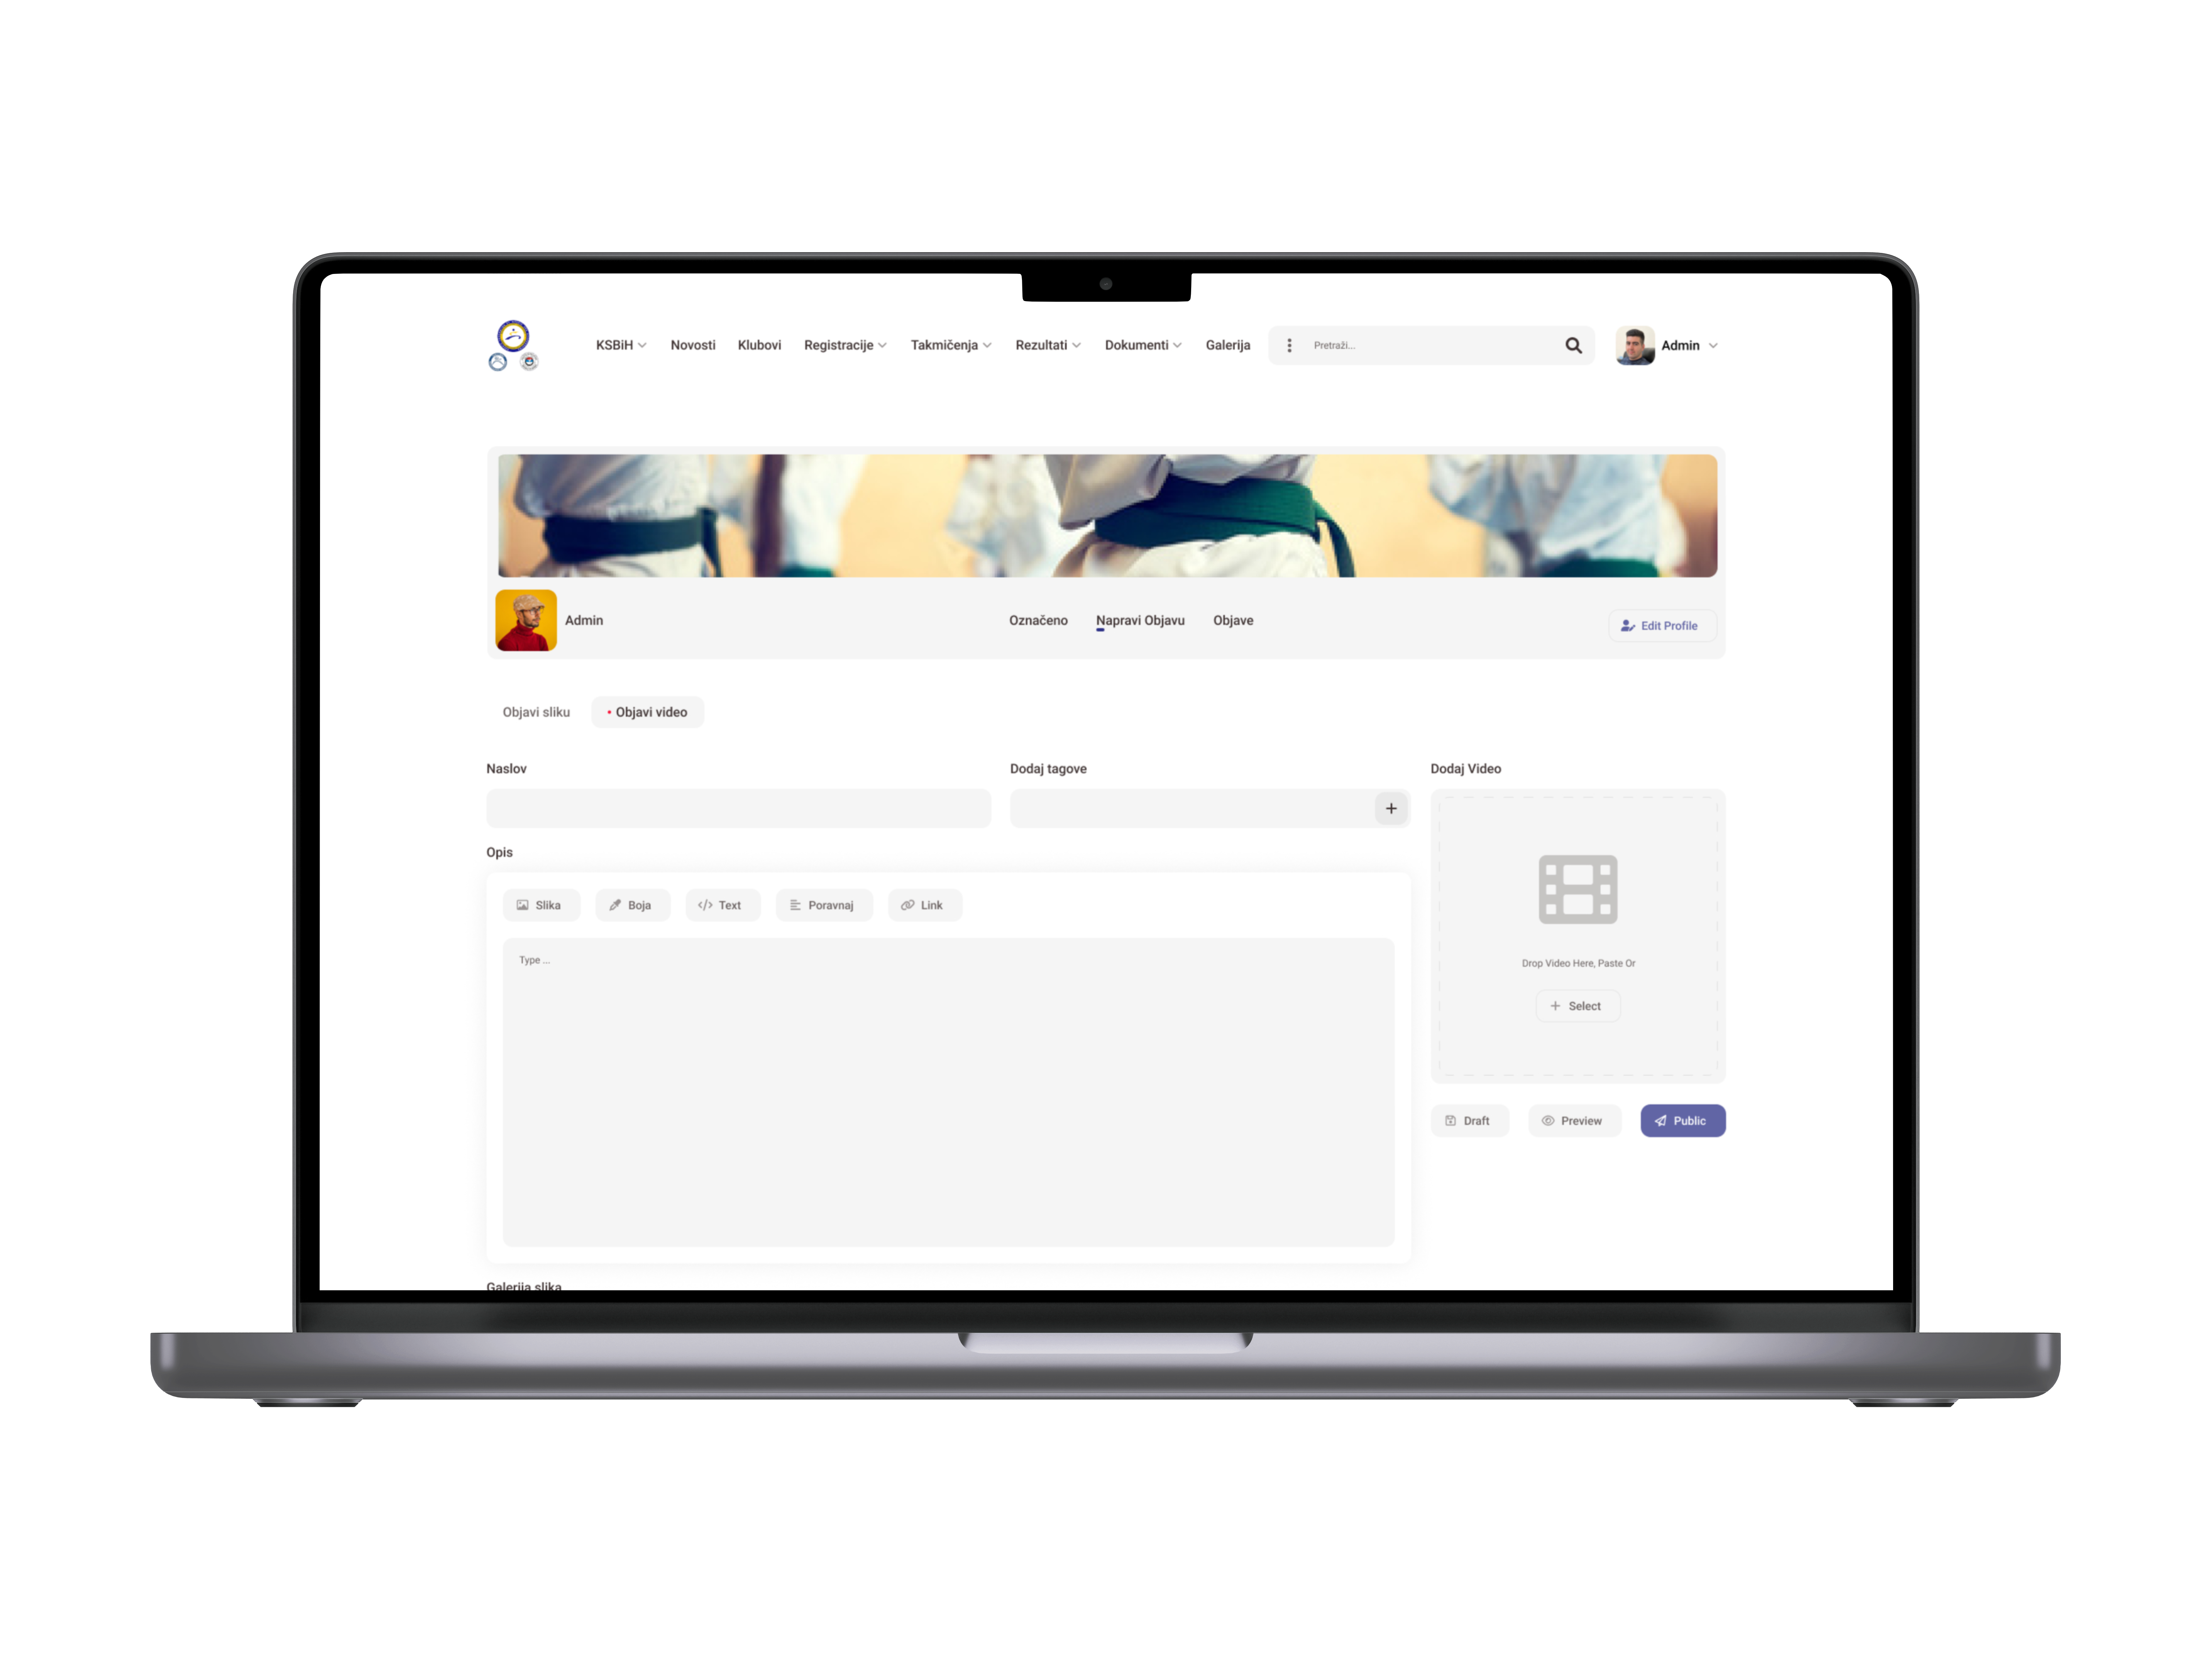 KSBiH Novosti Klubovi Registracije Takmičenja Rezultati Dokumenti Galerija Pretraži... Admin
Admin Označeno Napravi Objavu Objave Edit Profile
Objavi sliku • Objavi video
Naslov Dodaj tagove Dodaj Video
+
Opis
Slika Boja </> Text Poravnaj Link
Type ...
Drop Video Here, Paste Or
+ Select
Draft Preview Public
Galerija slika